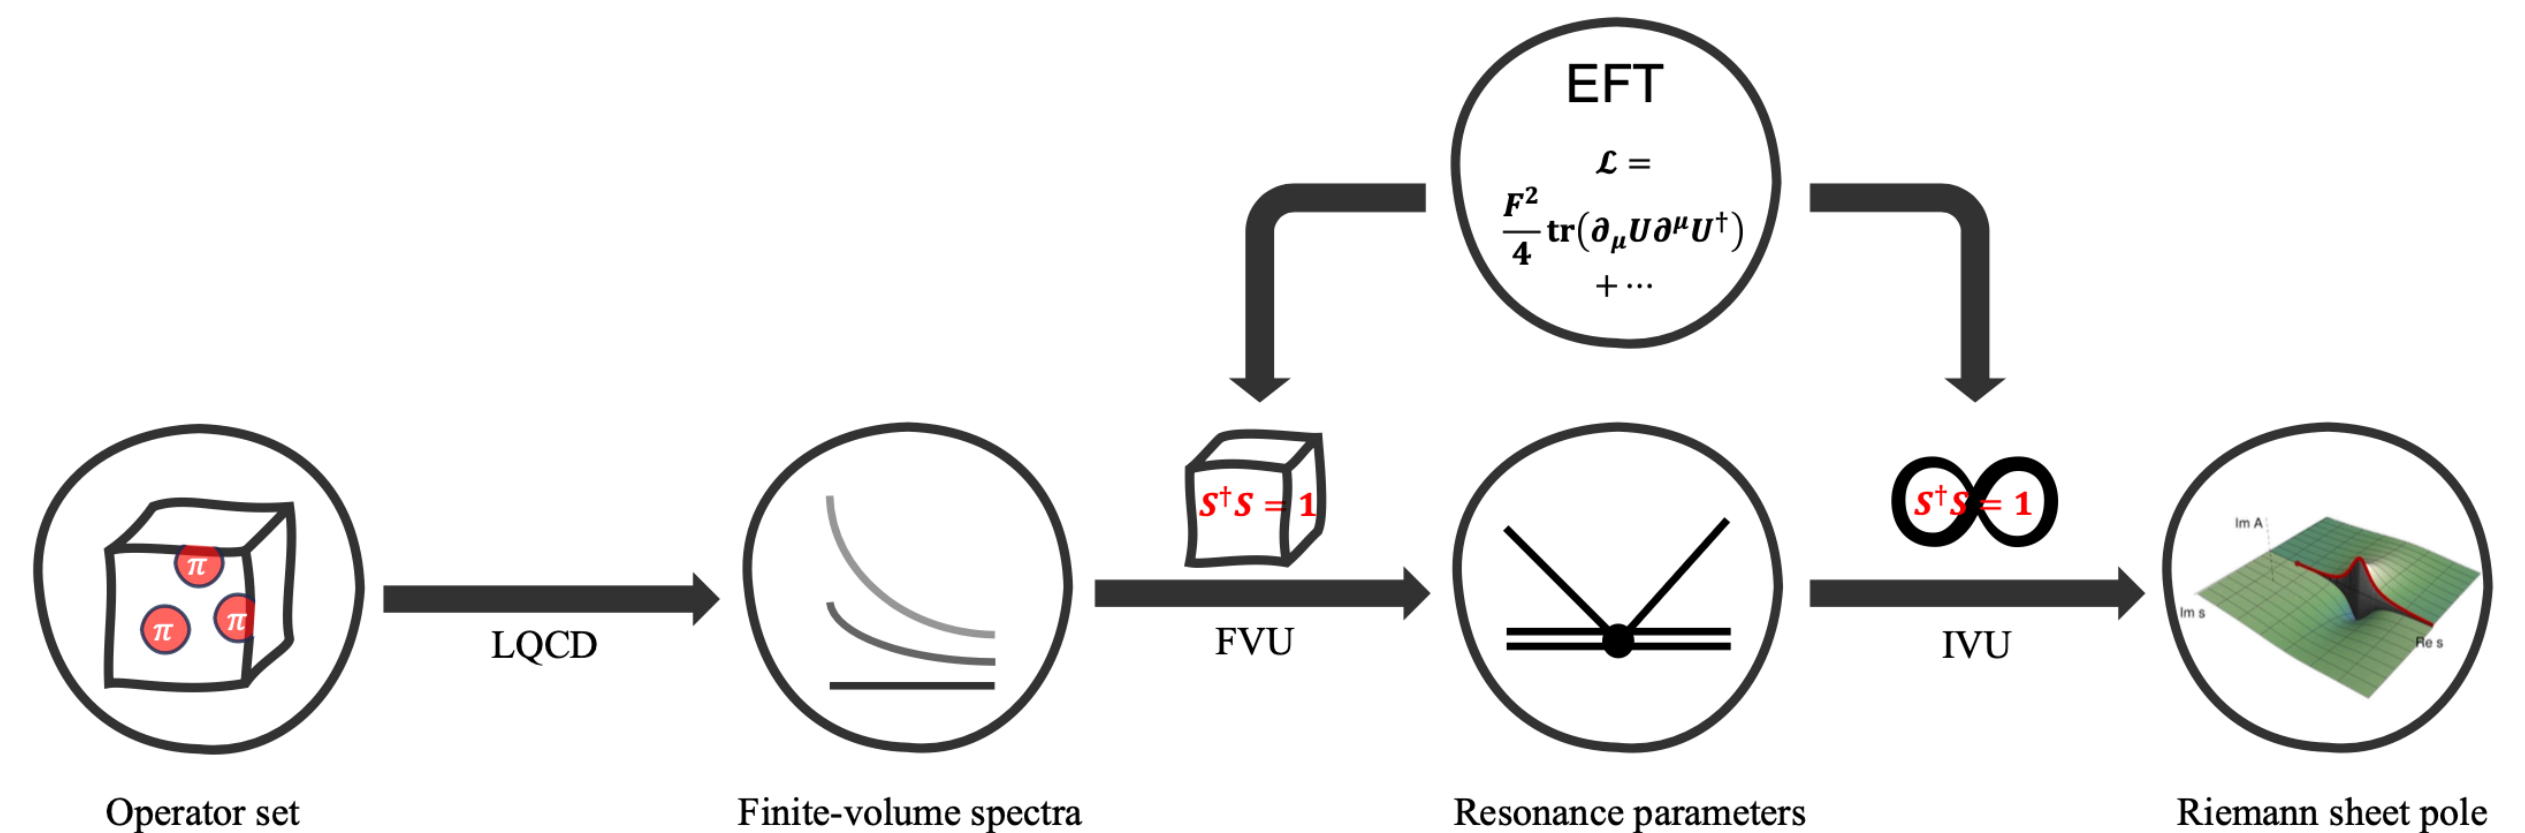 EFT
𝓛 =
F²/4 tr(∂_μU∂^μU†)
+ ⋯
S†S = 1
S†S = 1
π
π
π
Im A
Im s
Re s
LQCD
FVU
IVU
Operator set
Finite-volume spectra
Resonance parameters
Riemann sheet pole